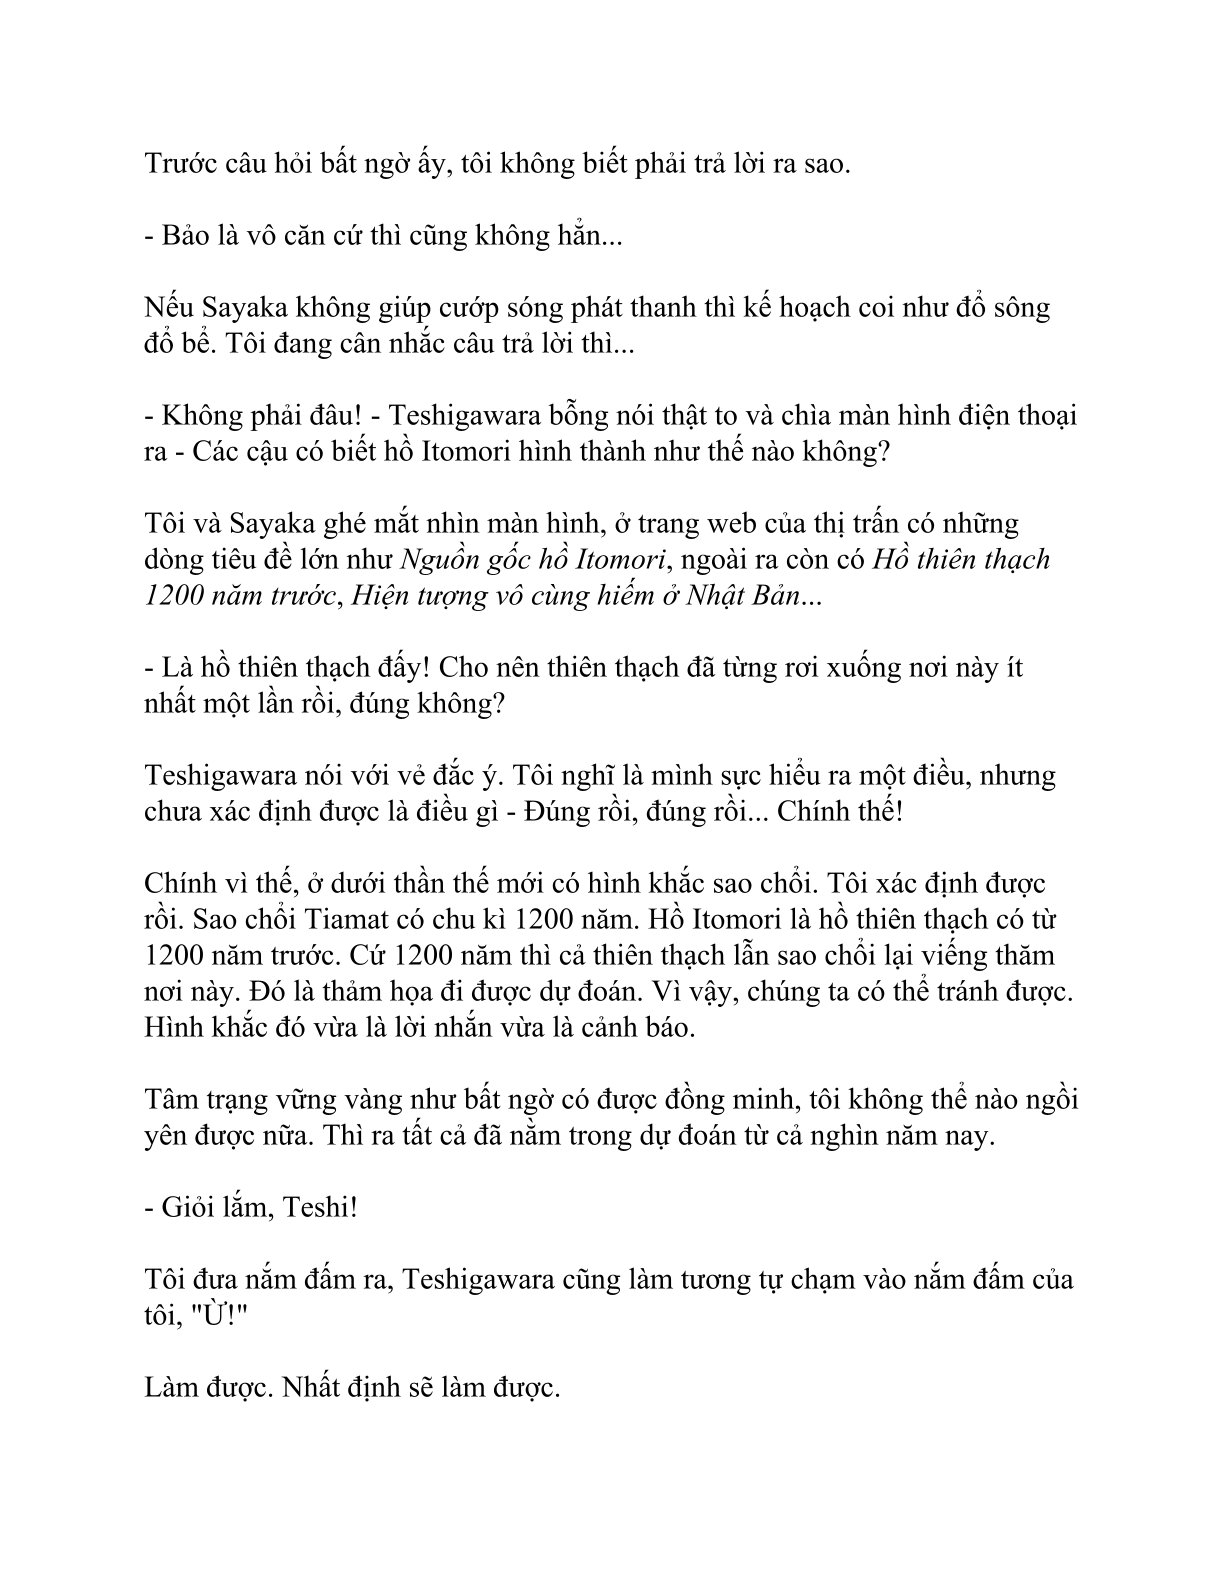 Trước câu hỏi bất ngờ ấy, tôi không biết phải trả lời ra sao.
- Bảo là vô căn cứ thì cũng không hẳn...
Nếu Sayaka không giúp cướp sóng phát thanh thì kế hoạch coi như đổ sông
đổ bể. Tôi đang cân nhắc câu trả lời thì...
- Không phải đâu! - Teshigawara bỗng nói thật to và chìa màn hình điện thoại
ra - Các cậu có biết hồ Itomori hình thành như thế nào không?
Tôi và Sayaka ghé mắt nhìn màn hình, ở trang web của thị trấn có những
dòng tiêu đề lớn như Nguồn gốc hồ Itomori, ngoài ra còn có Hồ thiên thạch
1200 năm trước, Hiện tượng vô cùng hiếm ở Nhật Bản...
- Là hồ thiên thạch đấy! Cho nên thiên thạch đã từng rơi xuống nơi này ít
nhất một lần rồi, đúng không?
Teshigawara nói với vẻ đắc ý. Tôi nghĩ là mình sực hiểu ra một điều, nhưng
chưa xác định được là điều gì - Đúng rồi, đúng rồi... Chính thế!
Chính vì thế, ở dưới thần thế mới có hình khắc sao chổi. Tôi xác định được
rồi. Sao chổi Tiamat có chu kì 1200 năm. Hồ Itomori là hồ thiên thạch có từ
1200 năm trước. Cứ 1200 năm thì cả thiên thạch lẫn sao chổi lại viếng thăm
nơi này. Đó là thảm họa đi được dự đoán. Vì vậy, chúng ta có thể tránh được.
Hình khắc đó vừa là lời nhắn vừa là cảnh báo.
Tâm trạng vững vàng như bất ngờ có được đồng minh, tôi không thể nào ngồi
yên được nữa. Thì ra tất cả đã nằm trong dự đoán từ cả nghìn năm nay.
- Giỏi lắm, Teshi!
Tôi đưa nắm đấm ra, Teshigawara cũng làm tương tự chạm vào nắm đấm của
tôi, "Ừ!"
Làm được. Nhất định sẽ làm được.